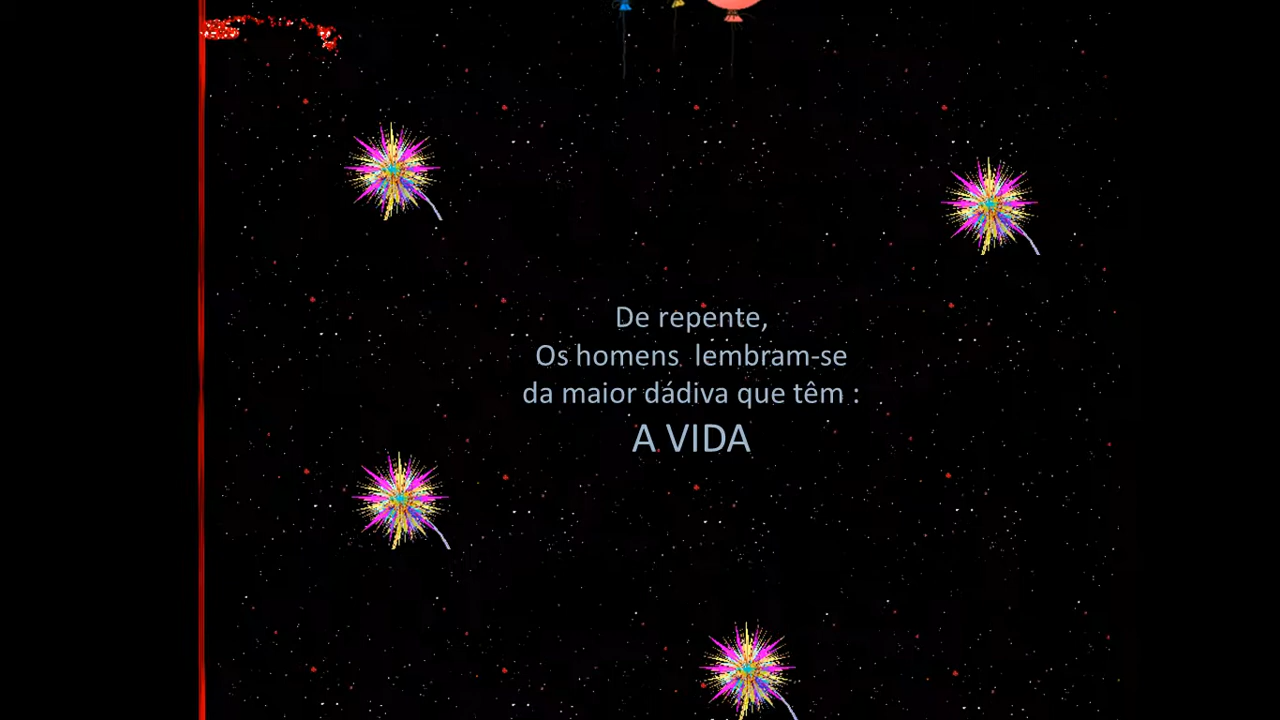 De repente,
Os homens lembram-se
da maior dádiva que têm :
A VIDA